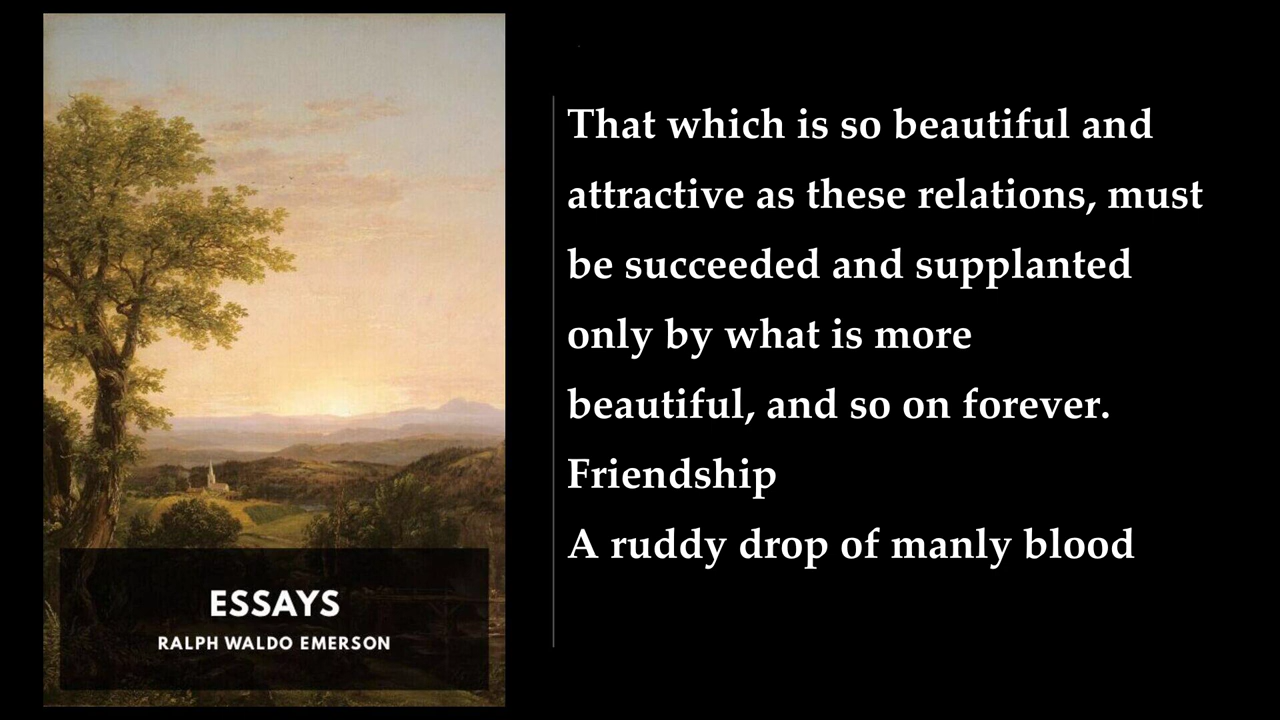 ESSAYS
RALPH WALDO EMERSON
That which is so beautiful and
attractive as these relations, must
be succeeded and supplanted
only by what is more
beautiful, and so on forever.
Friendship
A ruddy drop of manly blood